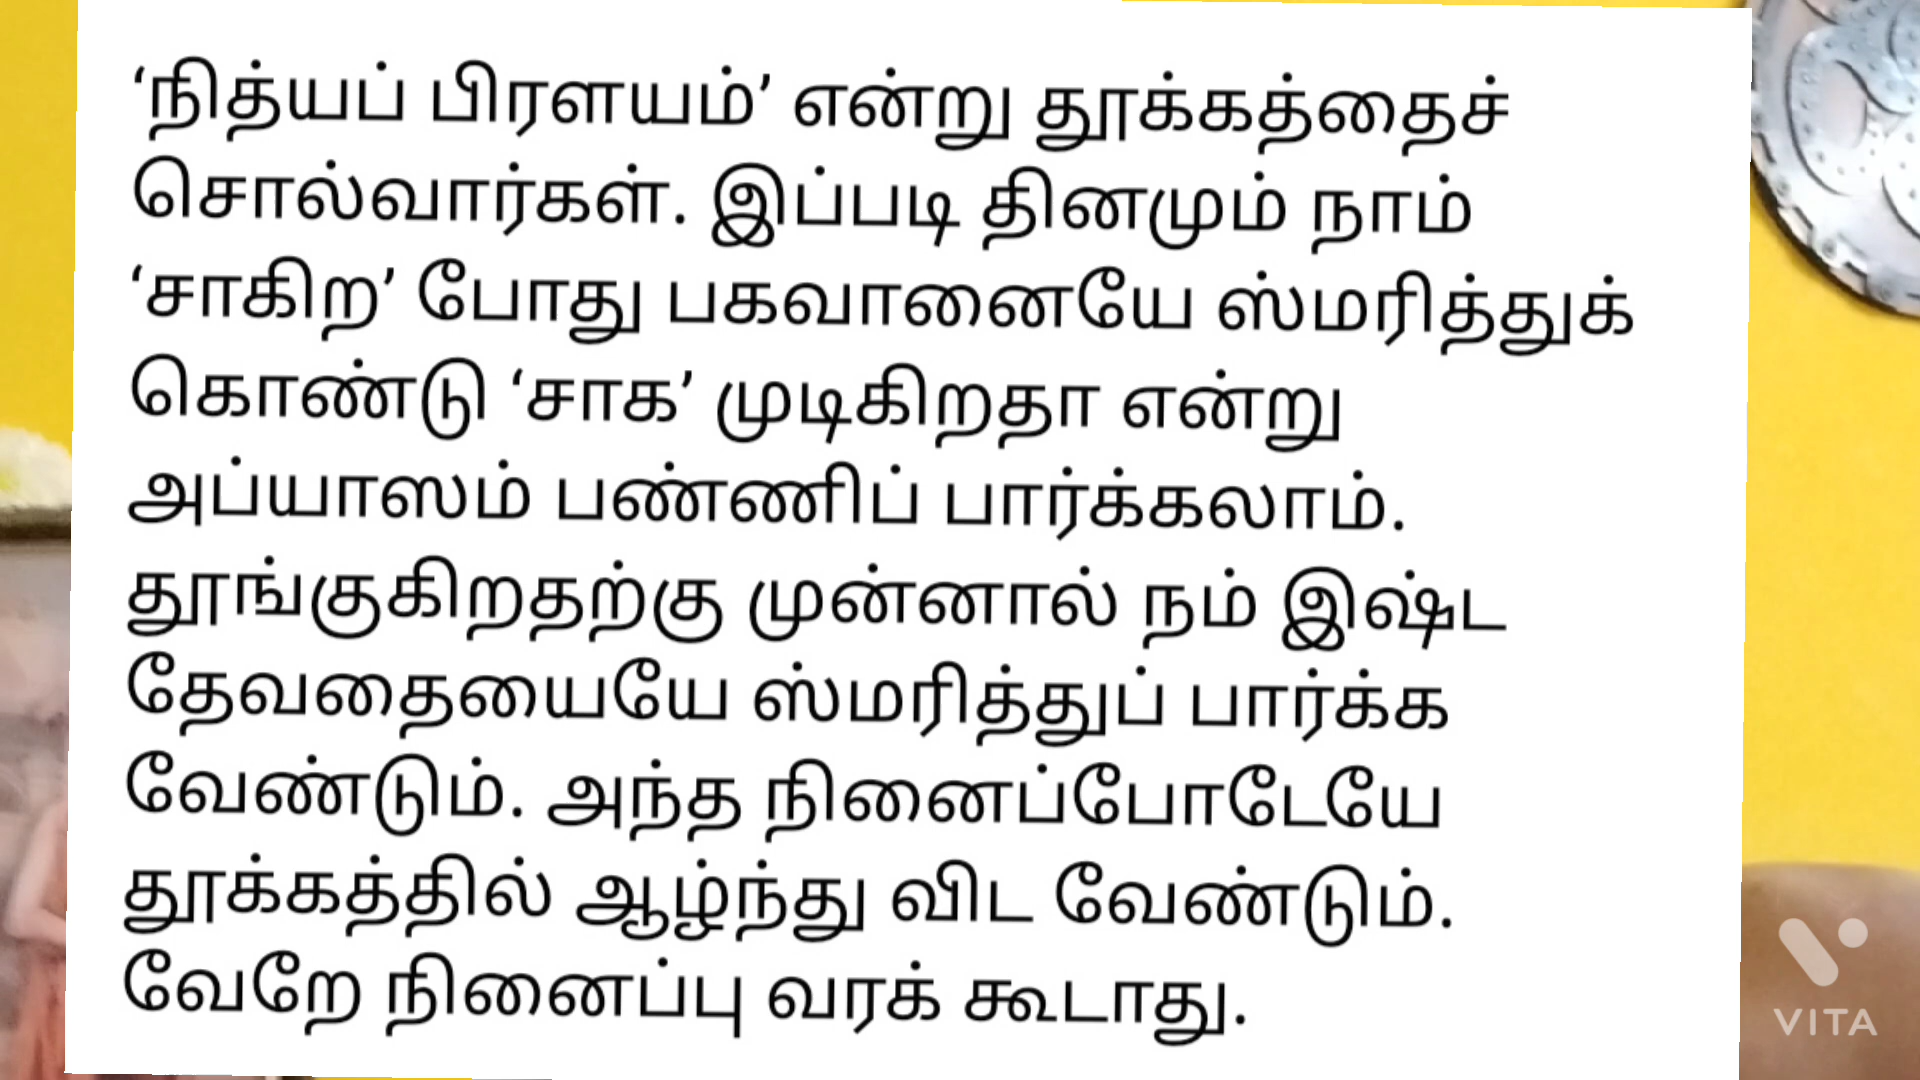 ‘நித்யப் பிரளயம்’ என்று தூக்கத்தைச்
சொல்வார்கள். இப்படி தினமும் நாம்
‘சாகிற’ போது பகவானையே ஸ்மரித்துக்
கொண்டு ‘சாக’ முடிகிறதா என்று
அப்யாஸம் பண்ணிப் பார்க்கலாம்.
தூங்குகிறதற்கு முன்னால் நம் இஷ்ட
தேவதையையே ஸ்மரித்துப் பார்க்க
வேண்டும். அந்த நினைப்போடேயே
தூக்கத்தில் ஆழ்ந்து விட வேண்டும்.
வேறே நினைப்பு வரக் கூடாது.
VITA